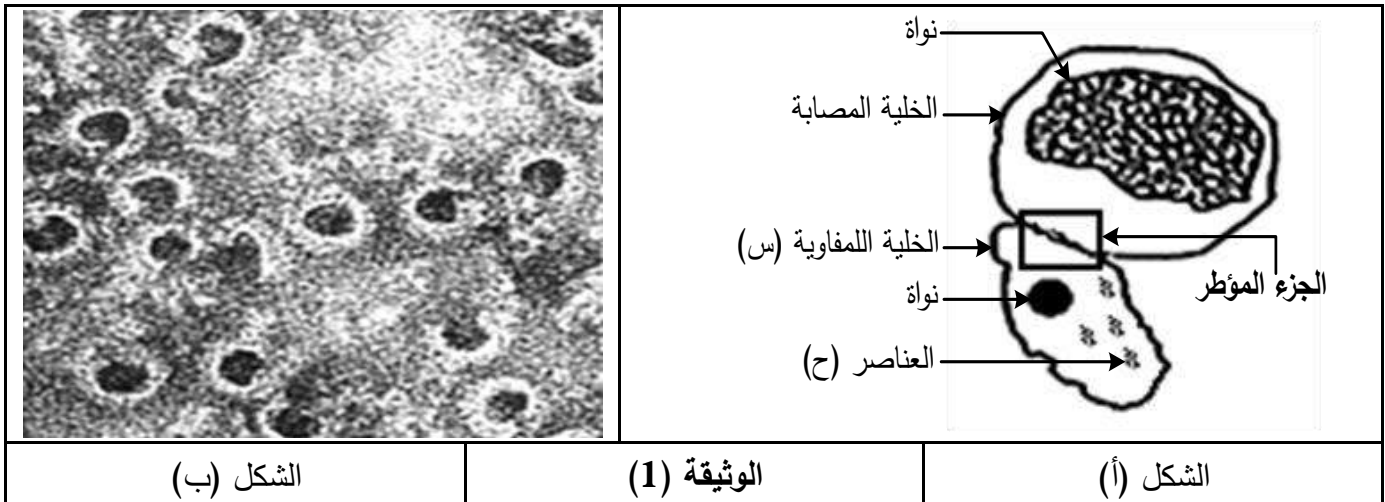 نواة
الخلية المصابة
الخلية اللمفاوية (س)
الجزء المؤطر
نواة
العناصر (ح)
الشكل (أ)
الوثيقة (1)
الشكل (ب)